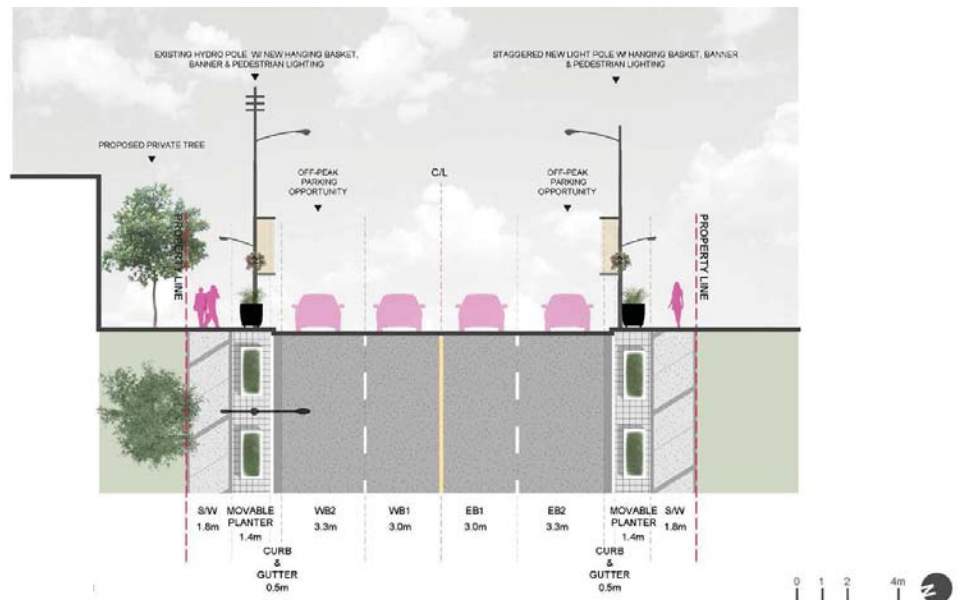 EXISTING HYDRO POLE W/ NEW HANGING BASKET,
BANNER & PEDESTRIAN LIGHTING
STAGGERED NEW LIGHT POLE W/ HANGING BASKET, BANNER
& PEDESTRIAN LIGHTING
PROPOSED PRIVATE TREE
OFF-PEAK
PARKING
OPPORTUNITY
C/L
OFF-PEAK
PARKING
OPPORTUNITY
PROPERTY LINE
PROPERTY LINE
S/W
1.8m
MOVABLE
PLANTER
1.4m
WB2
3.3m
WB1
3.0m
EB1
3.0m
EB2
3.3m
MOVABLE
PLANTER
1.4m
S/W
1.8m
CURB
&
GUTTER
0.5m
CURB
&
GUTTER
0.5m
0 1 2 4m
N